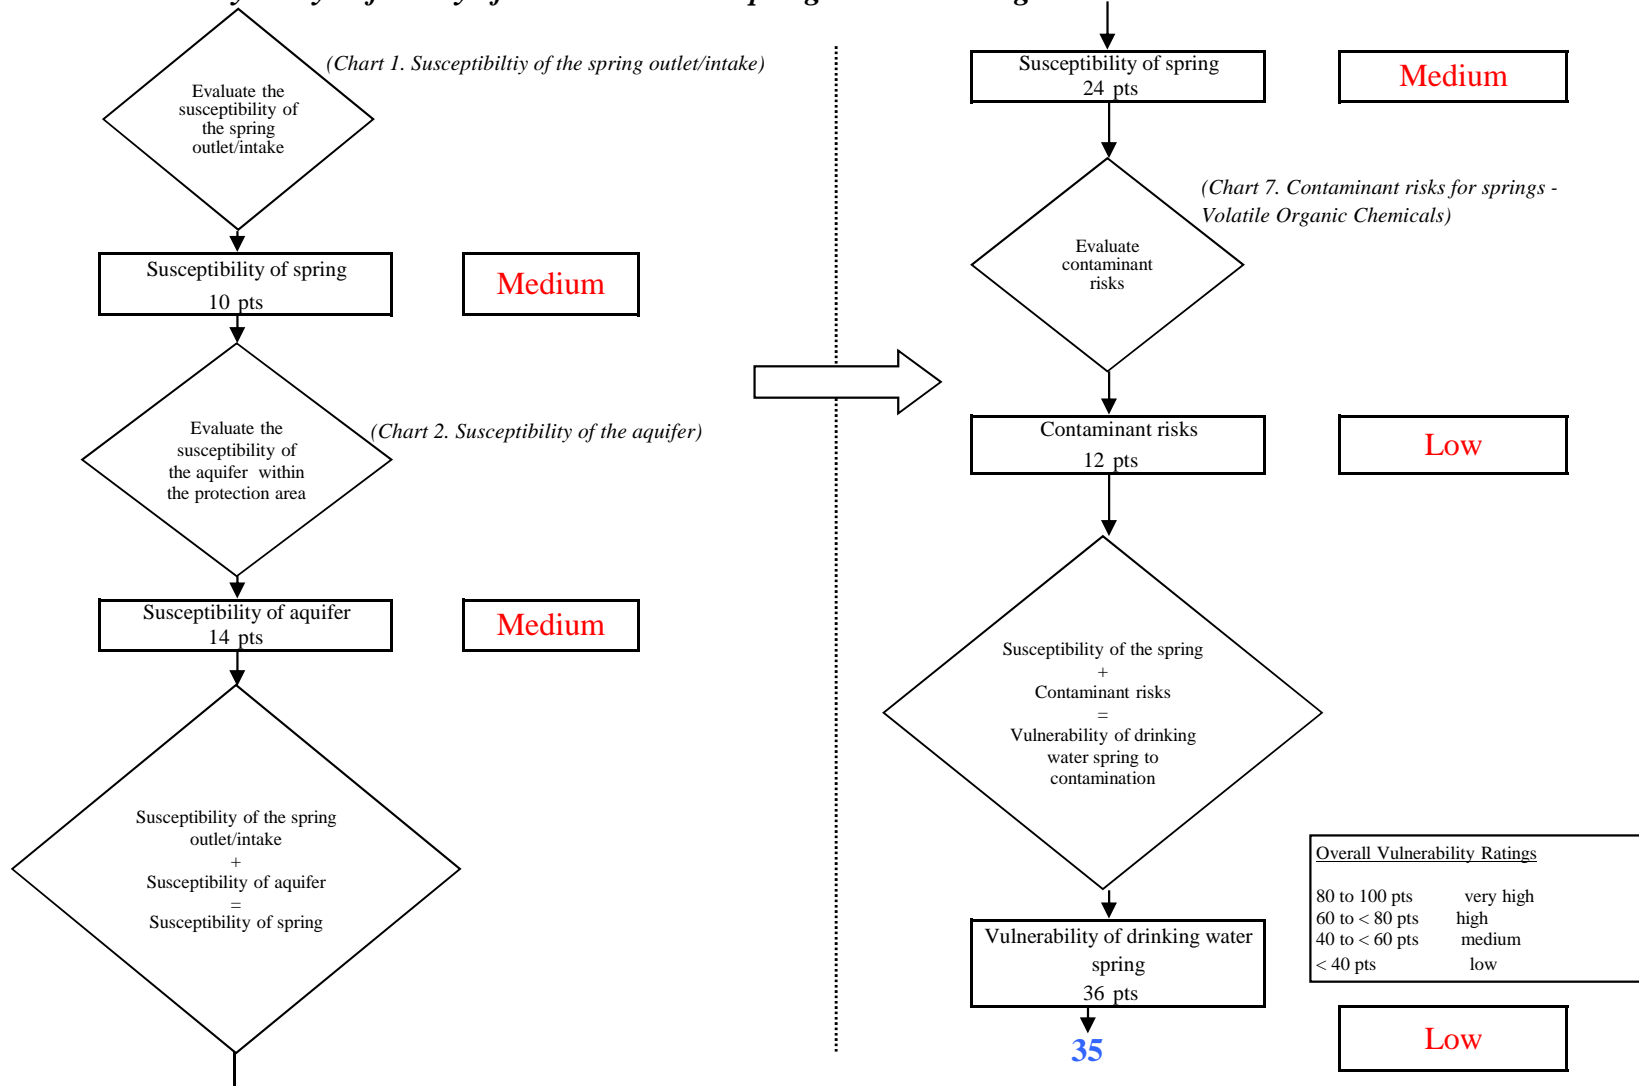 (Chart 1. Susceptibiltiy of the spring outlet/intake)
Evaluate the
susceptibility of
the spring
outlet/intake
Susceptibility of spring
10 pts
Medium
Evaluate the
susceptibility of
the aquifer within
the protection area
(Chart 2. Susceptibility of the aquifer)
Susceptibility of aquifer
14 pts
Medium
Susceptibility of the spring
outlet/intake
+
Susceptibility of aquifer
=
Susceptibility of spring
Susceptibility of spring
24 pts
Medium
(Chart 7. Contaminant risks for springs -
Volatile Organic Chemicals)
Evaluate
contaminant
risks
Contaminant risks
12 pts
Low
Susceptibility of the spring
+
Contaminant risks
=
Vulnerability of drinking
water spring to
contamination
Overall Vulnerability Ratings
80 to 100 pts very high
60 to < 80 pts high
40 to < 60 pts medium
< 40 pts low
Vulnerability of drinking water
spring
36 pts
35
Low